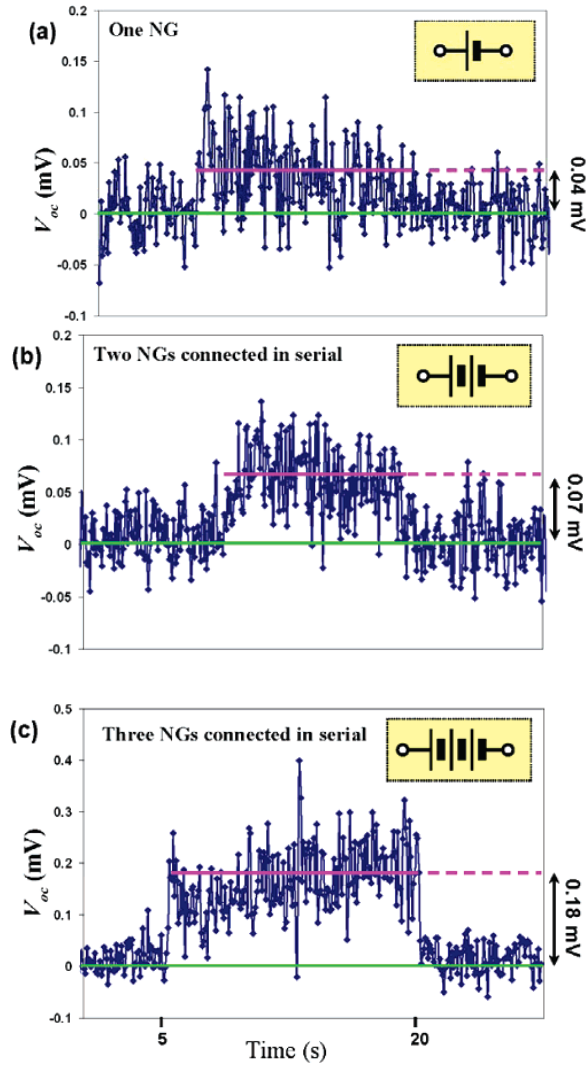 (a)
One NG
0.2
0.15
0.1
0.05
0
-0.05
-0.1
Voc (mV)
0.04 mV
(b)
Two NGs connected in serial
0.2
0.15
0.1
0.05
0
-0.05
-0.1
Voc (mV)
0.07 mV
(c)
Three NGs connected in serial
0.5
0.4
0.3
0.2
0.1
0
-0.1
Voc (mV)
0.18 mV
5
20
Time (s)